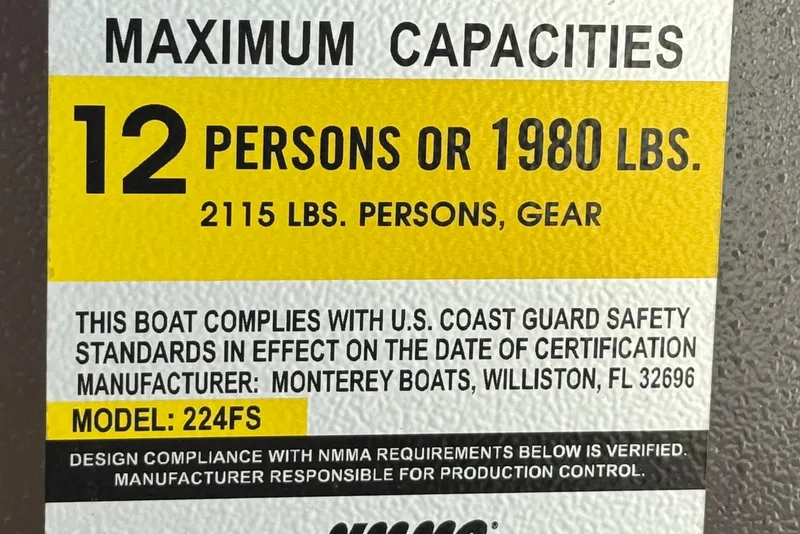 MAXIMUM CAPACITIES
12 PERSONS OR 1980 LBS.
2115 LBS. PERSONS, GEAR
THIS BOAT COMPLIES WITH U.S. COAST GUARD SAFETY
STANDARDS IN EFFECT ON THE DATE OF CERTIFICATION
MANUFACTURER: MONTEREY BOATS, WILLISTON, FL 32696
MODEL: 224FS
DESIGN COMPLIANCE WITH NMMA REQUIREMENTS BELOW IS VERIFIED.
MANUFACTURER RESPONSIBLE FOR PRODUCTION CONTROL.
NMMA®